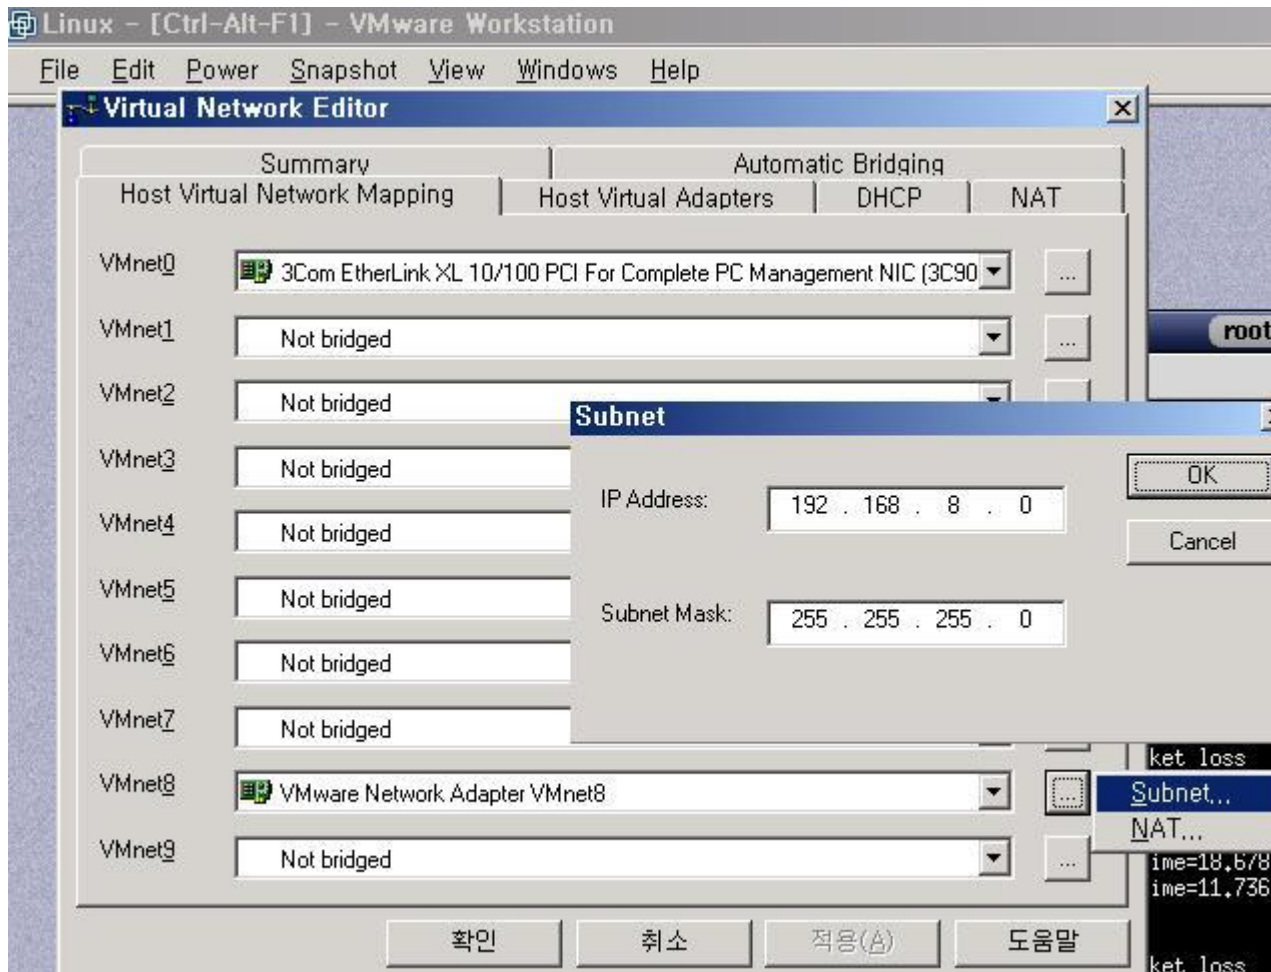 Linux - [Ctrl-Alt-F1] - VMware Workstation
File Edit Power Snapshot View Windows Help
Virtual Network Editor
Summary Automatic Bridging
Host Virtual Network Mapping Host Virtual Adapters DHCP NAT
VMnet0 3Com EtherLink XL 10/100 PCI For Complete PC Management NIC (3C90 ...
VMnet1 Not bridged ...
root
VMnet2 Not bridged
Subnet
VMnet3 Not bridged
OK
IP Address: 192 . 168 . 8 . 0
VMnet4 Not bridged
Cancel
VMnet5 Not bridged
Subnet Mask: 255 . 255 . 255 . 0
VMnet6 Not bridged
VMnet7 Not bridged
ket loss
VMnet8 VMware Network Adapter VMnet8 ... Subnet...
NAT...
VMnet9 Not bridged ...
ime=18.678
ime=11.736
확인 취소 적용(A) 도움말
ket loss